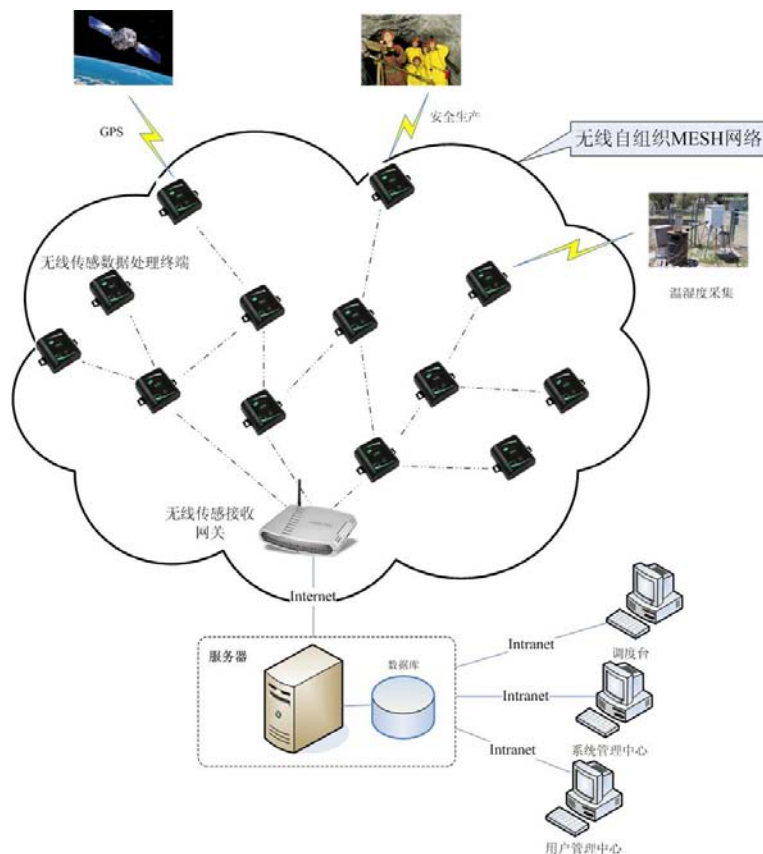 GPS
安全生产
无线自组织MESH网络
无线传感数据处理终端
温湿度采集
无线传感接收
网关
Internet
服务器
数据库
Intranet
调度台
Intranet
系统管理中心
Intranet
用户管理中心